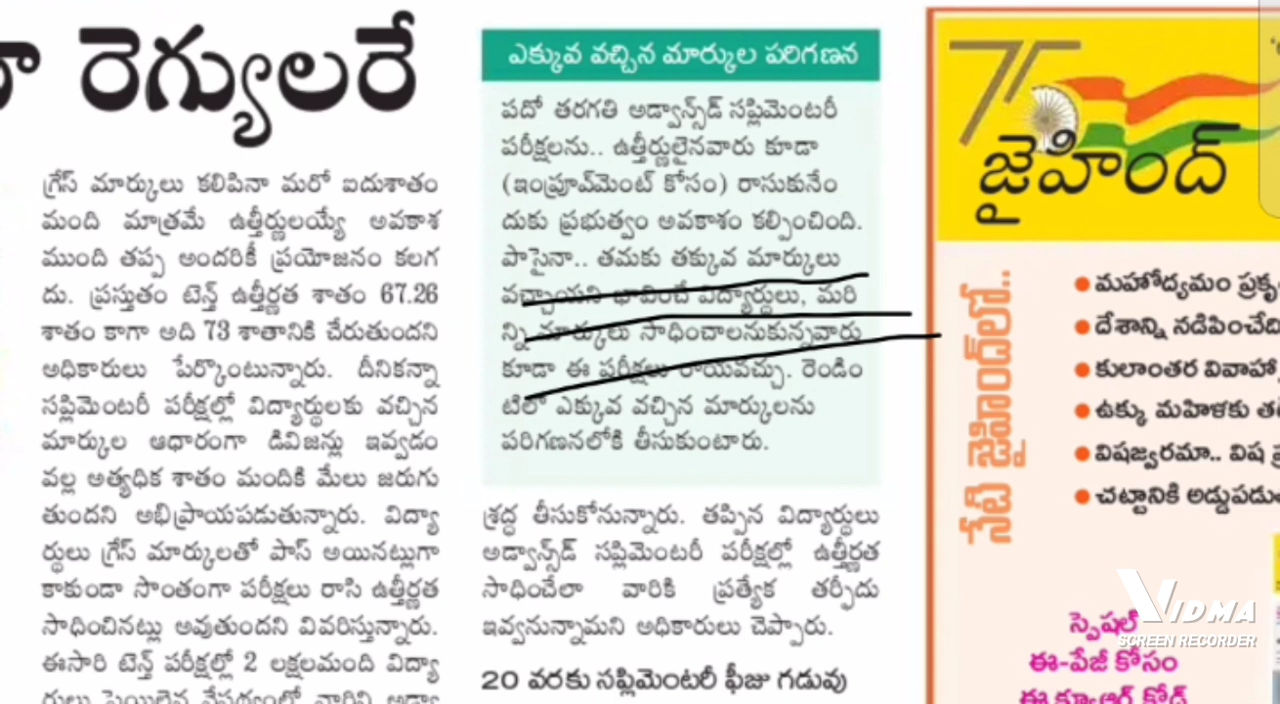 రెగ్యులరే
గ్రేస్ మార్కులు కలిపినా మరో ఐదుశాతం
మంది మాత్రమే ఉత్తీర్ణులయ్యే అవకాశ
ముంది తప్ప అందరికీ ప్రయోజనం కలగ
దు. ప్రస్తుతం టెన్త్ ఉత్తీర్ణత శాతం 67.26
శాతం కాగా అది 73 శాతానికి చేరుతుందని
అధికారులు పేర్కొంటున్నారు. దీనికన్నా
సప్లిమెంటరీ పరీక్షల్లో విద్యార్థులకు వచ్చిన
మార్కుల ఆధారంగా డివిజన్లు ఇవ్వడం
వల్ల అత్యధిక శాతం మందికి మేలు జరుగు
తుందని అభిప్రాయపడుతున్నారు. విద్యా
ర్థులు గ్రేస్ మార్కులతో పాస్ అయినట్లుగా
కాకుండా సొంతంగా పరీక్షలు రాసి ఉత్తీర్ణత
సాధించినట్లు అవుతుందని వివరిస్తున్నారు.
ఈసారి టెన్త్ పరీక్షల్లో 2 లక్షలమంది విద్యా
ఎక్కువ వచ్చిన మార్కుల పరిగణన
పదో తరగతి అడ్వాన్స్‌డ్ సప్లిమెంటరీ
పరీక్షలను.. ఉత్తీర్ణులైనవారు కూడా
(ఇంప్రూవ్‌మెంట్ కోసం) రాసుకునేం
దుకు ప్రభుత్వం అవకాశం కల్పించింది.
పాసైనా.. తమకు తక్కువ మార్కులు
వచ్చాయని భావించే విద్యార్థులు, మరి
న్ని మార్కులు సాధించాలనుకున్నవారు
కూడా ఈ పరీక్షలు రాయవచ్చు. రెండిం
టిలో ఎక్కువ వచ్చిన మార్కులను
పరిగణనలోకి తీసుకుంటారు.
శ్రద్ధ తీసుకోనున్నారు. తప్పిన విద్యార్థులు
అడ్వాన్స్‌డ్ సప్లిమెంటరీ పరీక్షల్లో ఉత్తీర్ణత
సాధించేలా వారికి ప్రత్యేక తర్ఫీదు
ఇవ్వనున్నామని అధికారులు చెప్పారు.
20 వరకు సప్లిమెంటరీ ఫీజు గడువు
75
జైహింద్
నేటి జైహింద్‌లో..
మహోద్యమం
దేశాన్ని నడిపించేది
కులాంతర వివాహా
ఉక్కు మహిళకు
విషజ్వరమా.. విష
చట్టానికి
స్పెషల్
ఈ-పేజీ కోసం
ఈ క్యూఆర్ కోడ్
VIDMA
SCREEN RECORDER